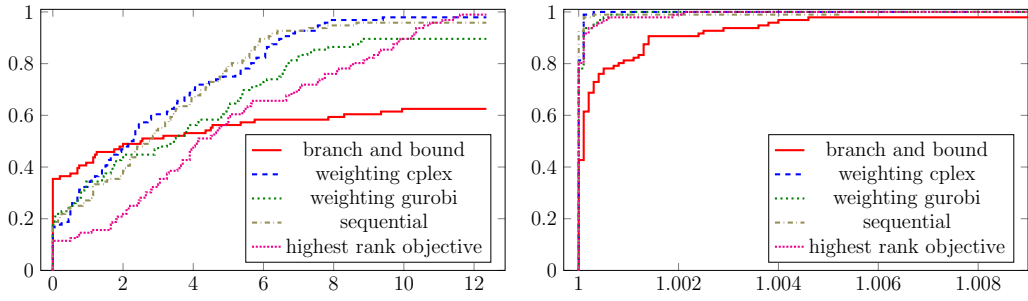 1
0.8
0.6
0.4
0.2
0
0 2 4 6 8 10 12
branch and bound
weighting cplex
weighting gurobi
sequential
highest rank objective
1
0.8
0.6
0.4
0.2
0
1 1.002 1.004 1.006 1.008
branch and bound
weighting cplex
weighting gurobi
sequential
highest rank objective